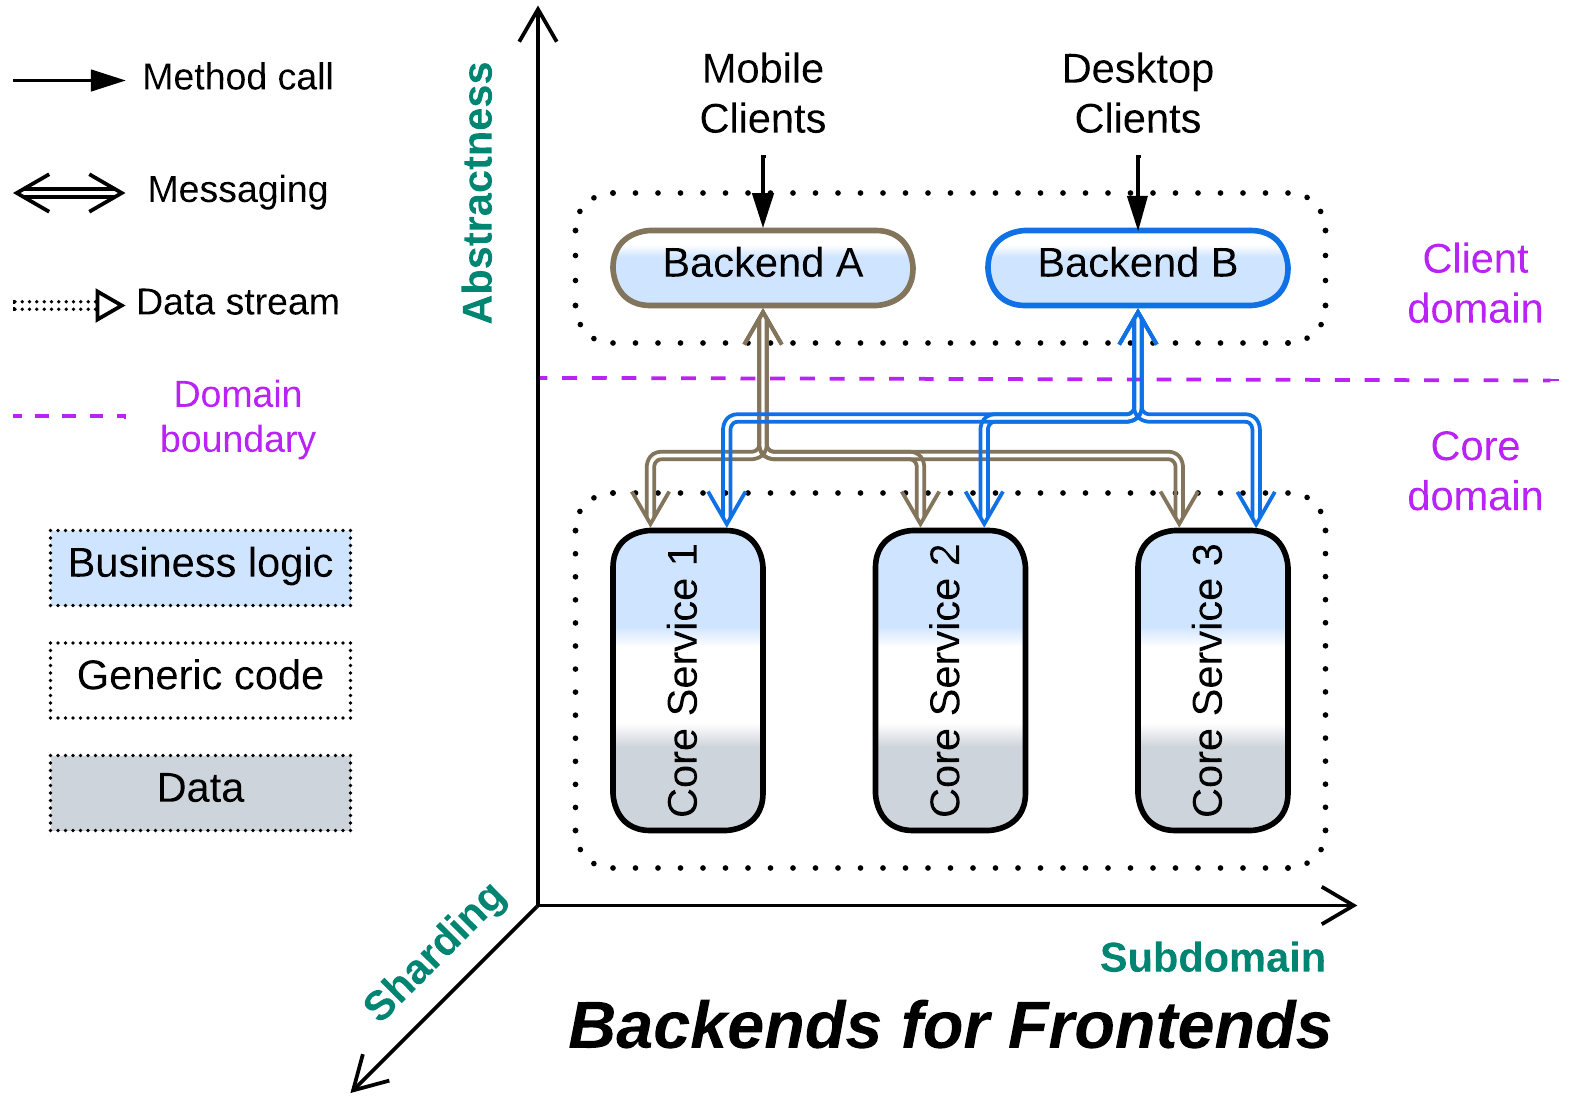 Method call
Messaging
Data stream
Domain
boundary
Business logic
Generic code
Data
Abstractness
Mobile
Clients
Desktop
Clients
Backend A
Backend B
Client
domain
Core
domain
Core Service 1
Core Service 2
Core Service 3
Sharding
Subdomain
Backends for Frontends